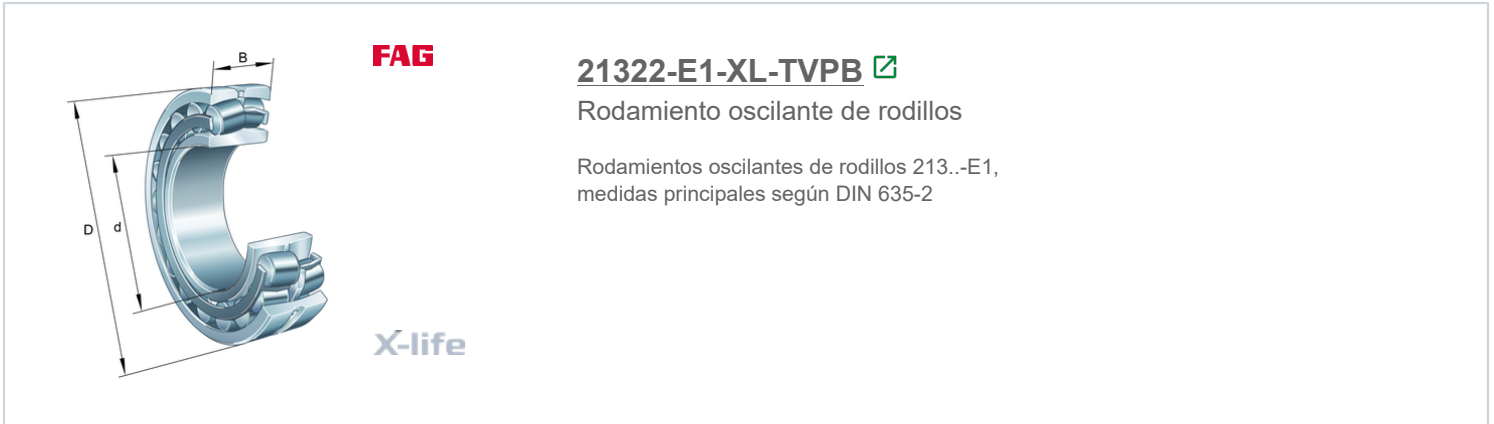 FAG
B
D
d
X-life
21322-E1-XL-TVPB
Rodamiento oscilante de rodillos
Rodamientos oscilantes de rodillos 213..-E1,
medidas principales según DIN 635-2